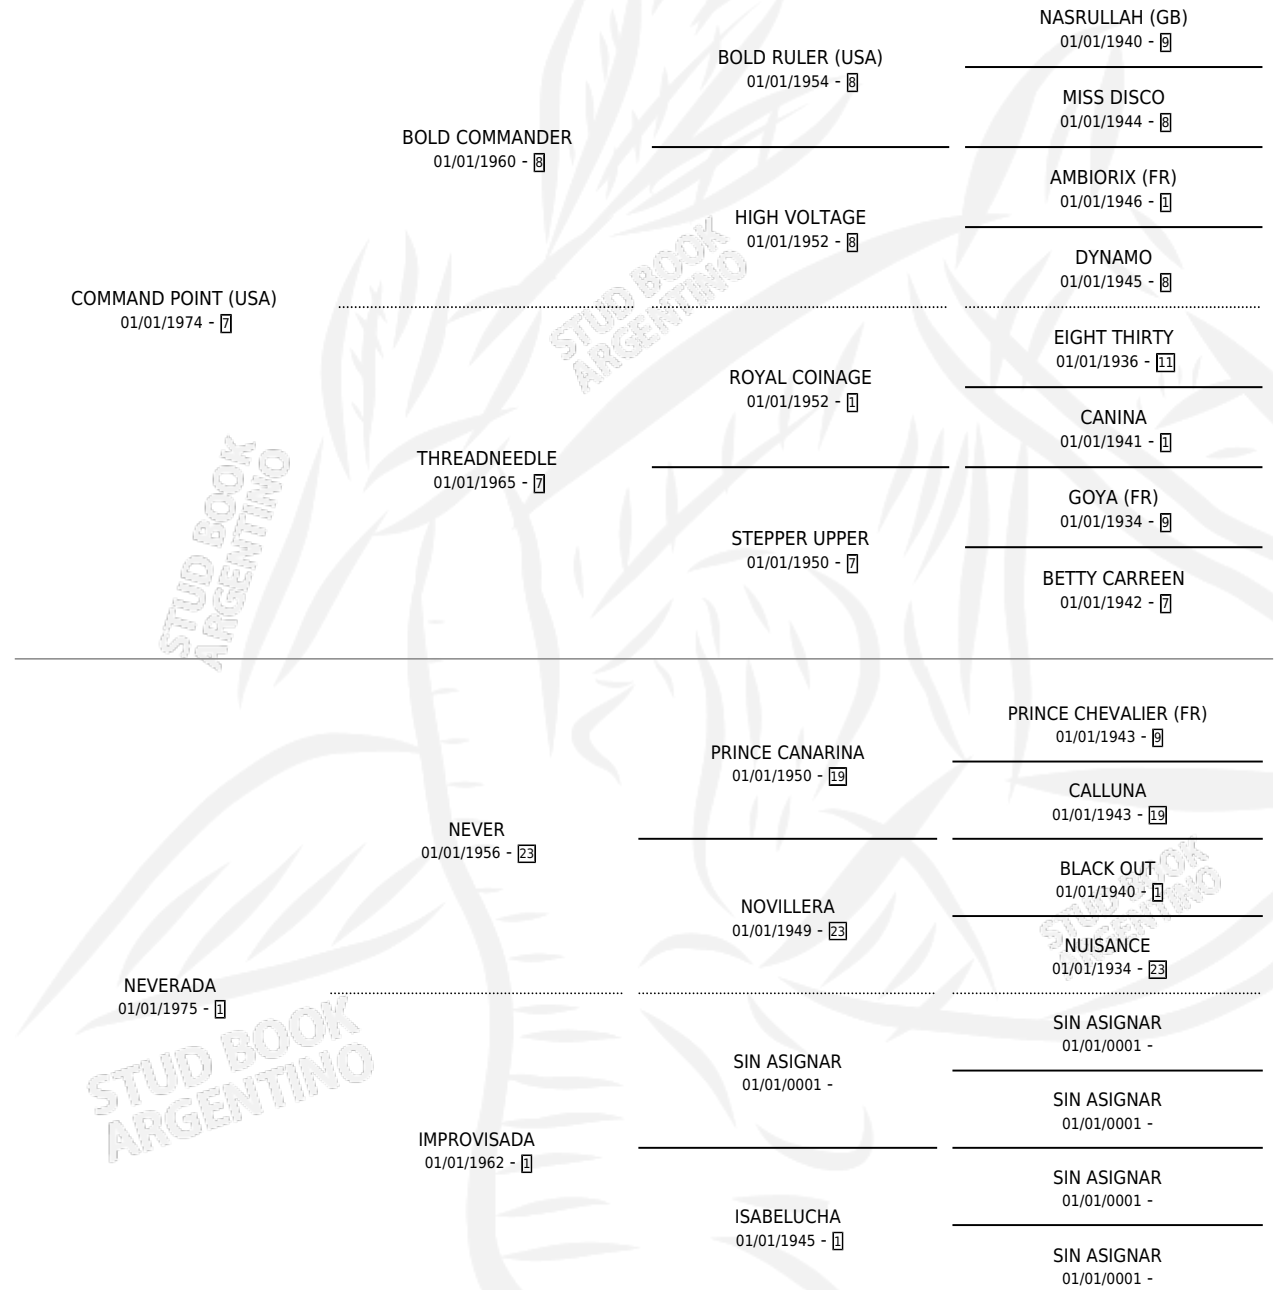 NASRULLAH (GB)
01/01/1940 - 9
BOLD RULER (USA)
01/01/1954 - 8
MISS DISCO
01/01/1944 - 8
BOLD COMMANDER
01/01/1960 - 8
AMBIORIX (FR)
01/01/1946 - 1
HIGH VOLTAGE
01/01/1952 - 8
DYNAMO
01/01/1945 - 8
COMMAND POINT (USA)
01/01/1974 - 7
EIGHT THIRTY
01/01/1936 - 11
ROYAL COINAGE
01/01/1952 - 1
CANINA
01/01/1941 - 1
THREADNEEDLE
01/01/1965 - 7
GOYA (FR)
01/01/1934 - 9
STEPPER UPPER
01/01/1950 - 7
BETTY CARREEN
01/01/1942 - 7
PRINCE CHEVALIER (FR)
01/01/1943 - 9
PRINCE CANARINA
01/01/1950 - 19
CALLUNA
01/01/1943 - 19
NEVER
01/01/1956 - 23
BLACK OUT
01/01/1940 - 1
NOVILLERA
01/01/1949 - 23
NUISANCE
01/01/1934 - 23
NEVERADA
01/01/1975 - 1
SIN ASIGNAR
01/01/0001 -
SIN ASIGNAR
01/01/0001 -
SIN ASIGNAR
01/01/0001 -
IMPROVISADA
01/01/1962 - 1
SIN ASIGNAR
01/01/0001 -
ISABELUCHA
01/01/1945 - 1
SIN ASIGNAR
01/01/0001 -
STUD BOOK
ARGENTINO
STUD BOOK
ARGENTINO
STUD BOOK
ARGENTINO
STUD BOOK
ARGENTINO